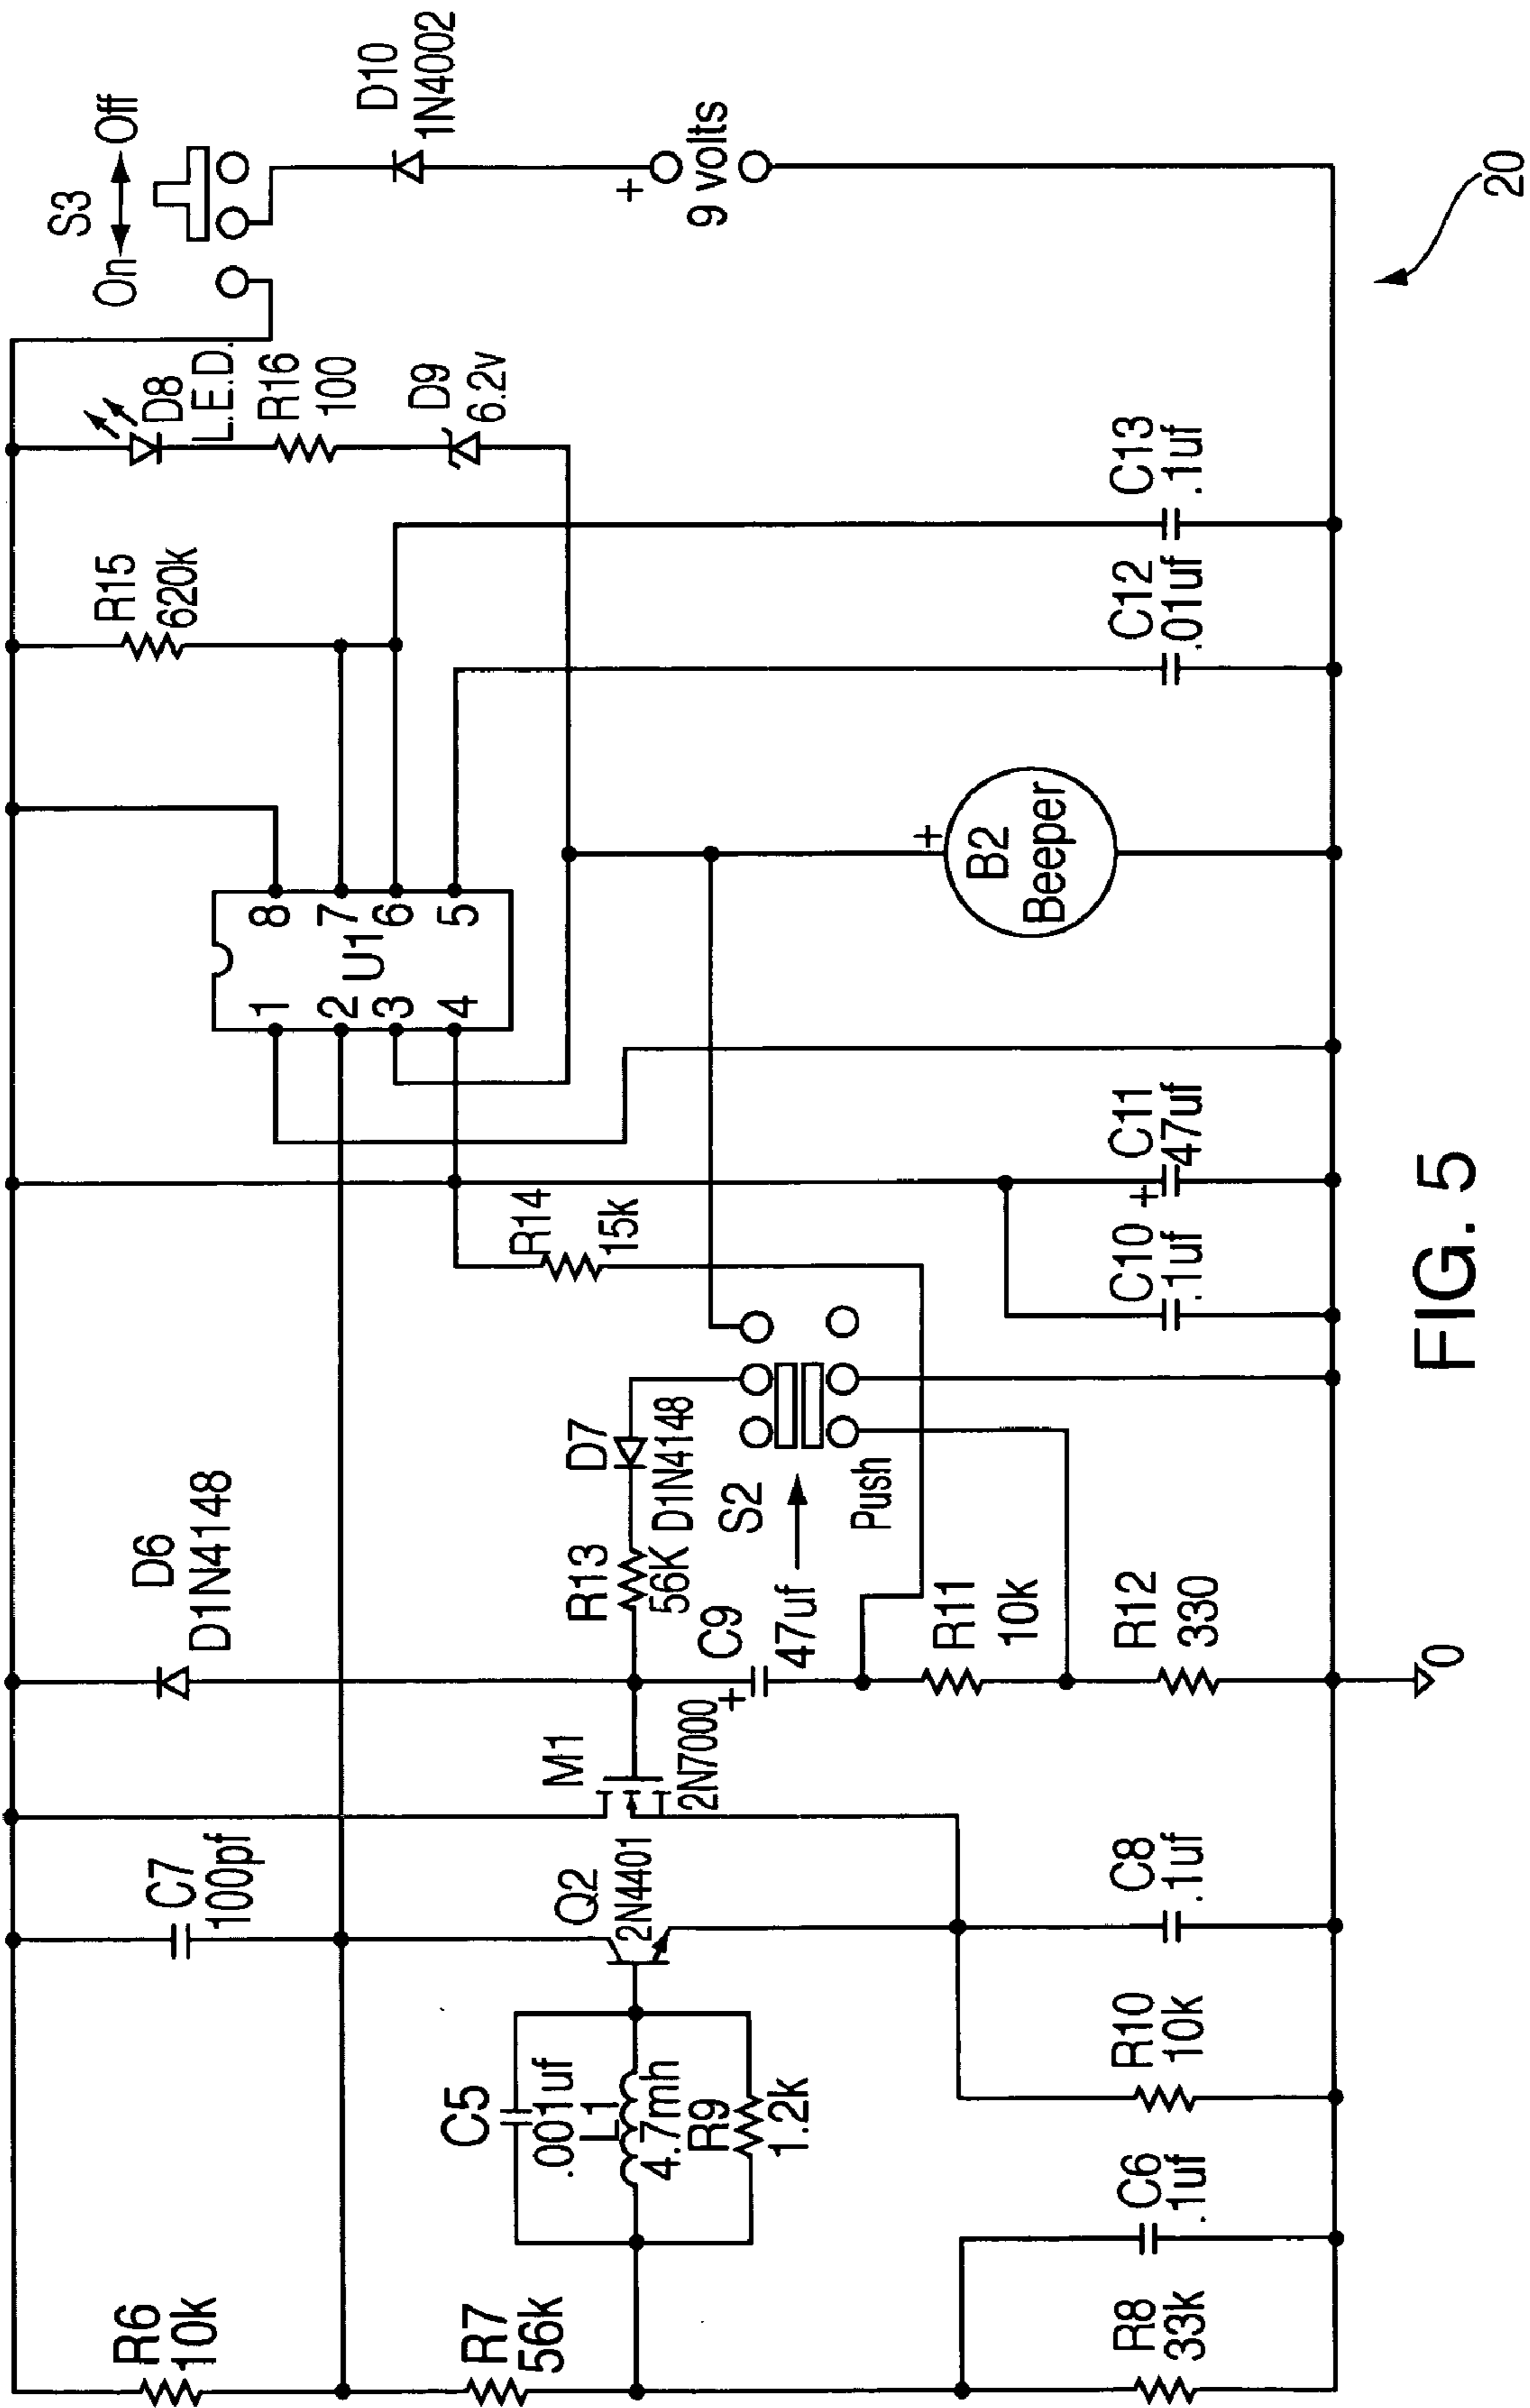 R6
10k
R7
56k
R8
33k
C6
.1uf
C5
.001uf
L1
4.7mh
R9
1.2k
R10
10k
C7
100pf
Q2
2N4401
C8
.1uf
M1
2N7000
D6
D1N4148
R13
56K
D7
D1N4148
C9
47uf
S2
Push
R11
10k
R12
330
0
R14
15k
C10
.1uf
+
C11
47uf
+
1
2
3
4
U1
8
7
6
5
+
B2
Beeper
R15
620k
C12
.01uf
C13
.1uf
D8
L.E.D.
R16
100
D9
6.2v
S3
On
Off
D10
1N4002
+
9 volts
20
FIG. 5